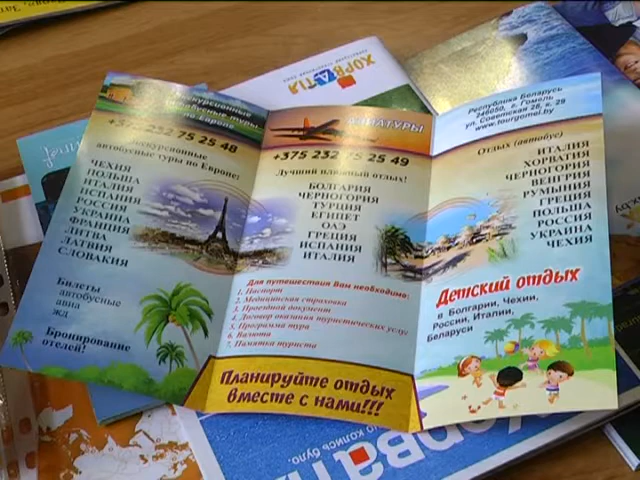 Экскурсионные
автобусные туры
по Европе
+375 232 75 25 48
Экскурсионные
автобусные туры по Европе:
ЧЕХИЯ
ПОЛЬША
ИТАЛИЯ
ИСПАНИЯ
РОССИЯ
УКРАИНА
ФРАНЦИЯ
ЛИТВА
ЛАТВИЯ
СЛОВАКИЯ
Билеты
автобусные
авиа
жд
Бронирование
отелей!
АВИАТУРЫ
+375 232 75 25 49
Лучший пляжный отдых!
БОЛГАРИЯ
ЧЕРНОГОРИЯ
ТУРЦИЯ
ЕГИПЕТ
ОАЭ
ГРЕЦИЯ
ИСПАНИЯ
ИТАЛИЯ
Для путешествия Вам необходимо:
1. Паспорт
2. Медицинская страховка
3. Проездной документ
4. Договор оказания туристических услуг
5. Программа тура
6. Валюта
7. Памятка туриста
Планируйте отдых
вместе с нами!!!
Республика Беларусь
246050, г. Гомель
ул. Советская 28, к. 29
www.tourgomel.by
Отдых (автобус)
ИТАЛИЯ
ХОРВАТИЯ
ЧЕРНОГОРИЯ
ВЕНГРИЯ
РУМЫНИЯ
ГРЕЦИЯ
ПОЛЬША
РОССИЯ
УКРАИНА
ЧЕХИЯ
Детский отдых
в Болгарии, Чехии,
России, Италии,
Беларуси
ХОРВАТІЯ